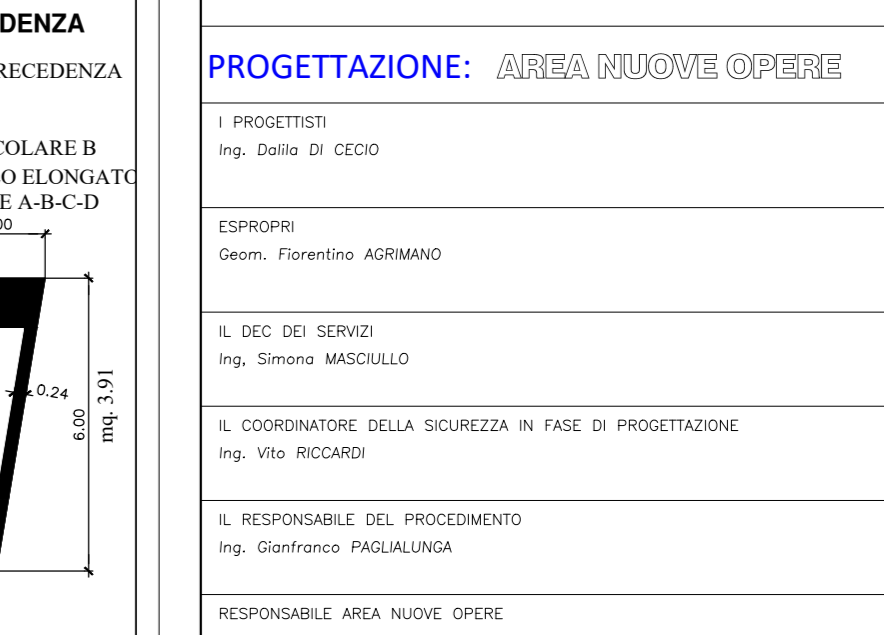 DENZA
RECEDENZA
COLARE B
O ELONGATO
E A-B-C-D
00
0.24
6.00
mq. 3.91
PROGETTAZIONE: AREA NUOVE OPERE
I PROGETTISTI
Ing. Dalila DI CECIO
ESPROPRI
Geom. Fiorentino AGRIMANO
IL DEC DEI SERVIZI
Ing, Simona MASCIULLO
IL COORDINATORE DELLA SICUREZZA IN FASE DI PROGETTAZIONE
Ing. Vito RICCARDI
IL RESPONSABILE DEL PROCEDIMENTO
Ing. Gianfranco PAGLIALUNGA
RESPONSABILE AREA NUOVE OPERE